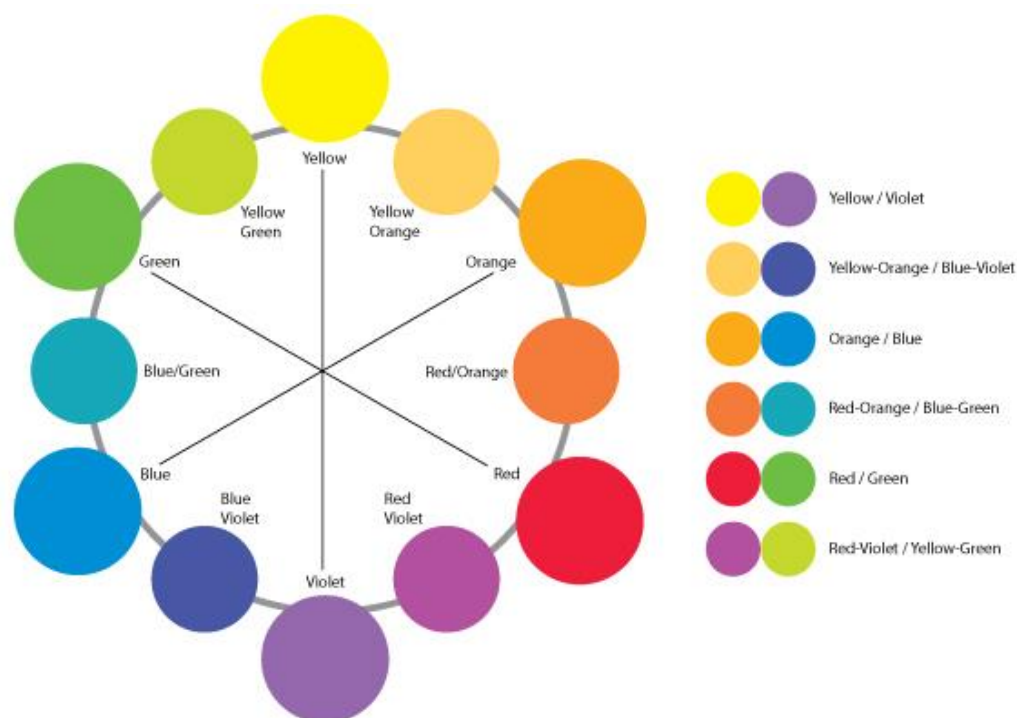 Yellow
Yellow
Green
Yellow
Orange
Green
Orange
Blue/Green
Red/Orange
Blue
Red
Blue
Violet
Red
Violet
Violet
Yellow / Violet
Yellow-Orange / Blue-Violet
Orange / Blue
Red-Orange / Blue-Green
Red / Green
Red-Violet / Yellow-Green